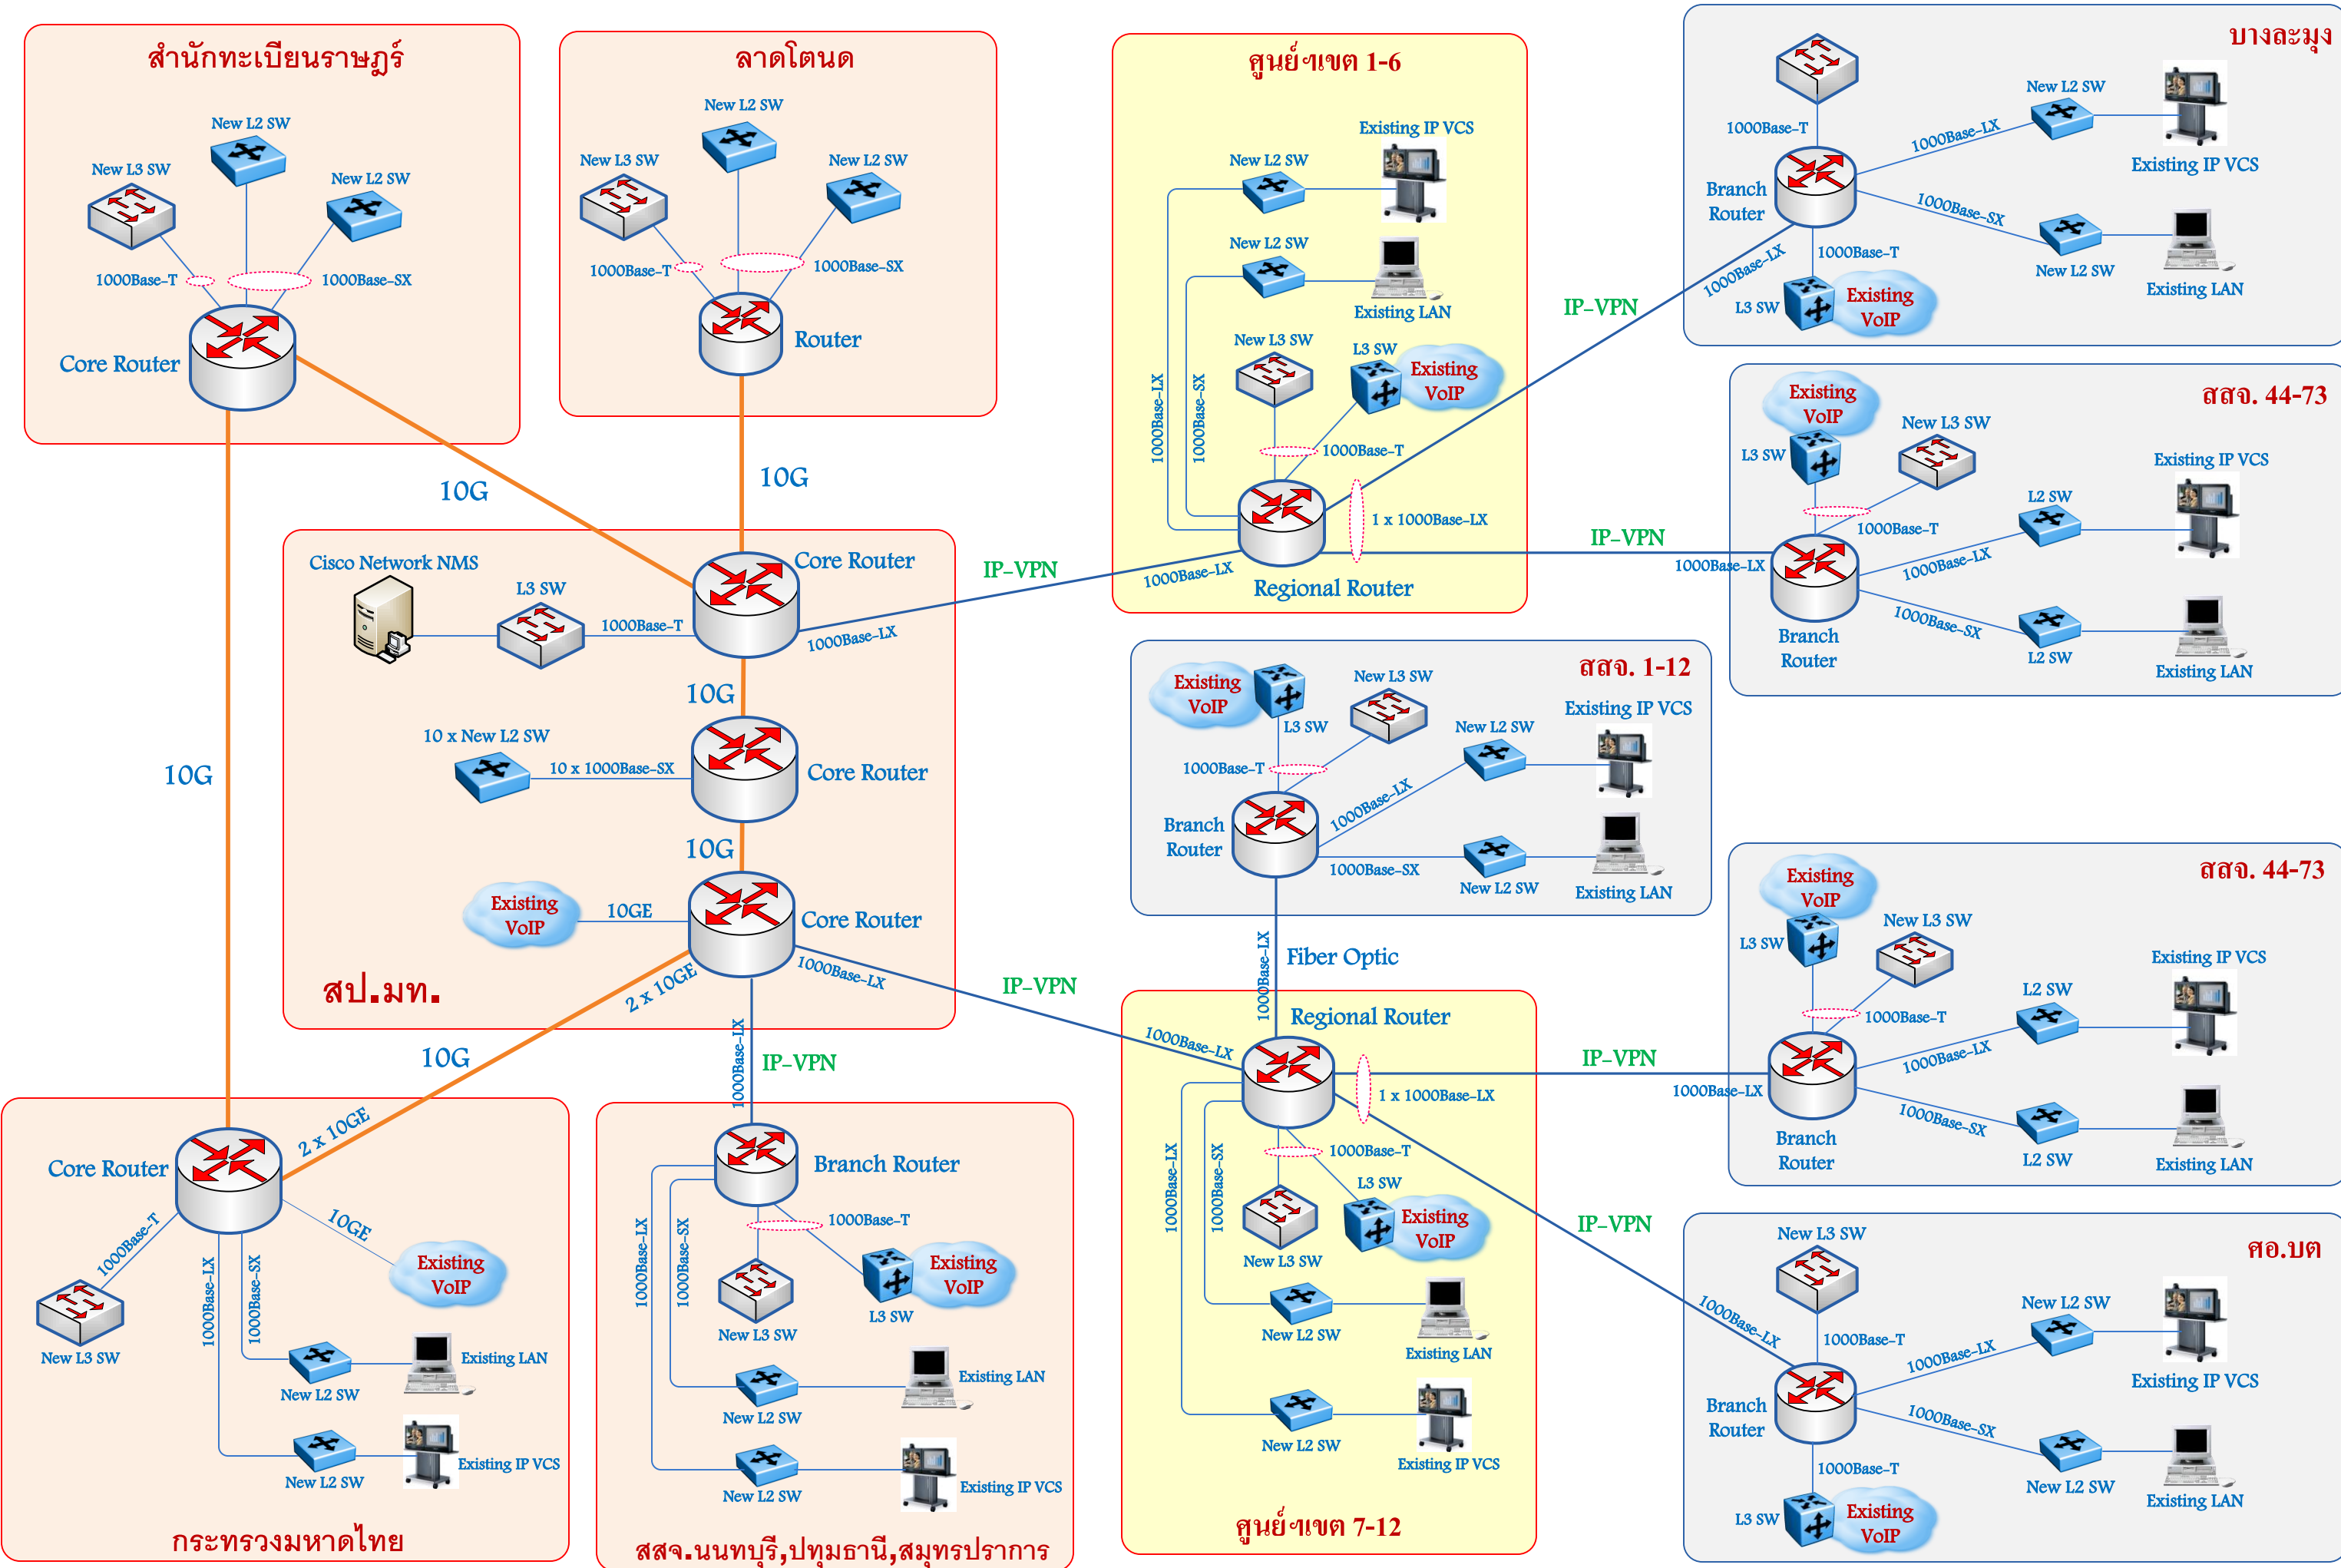 สำนักทะเบียนราษฎร์
New L2 SW
New L3 SW
New L2 SW
1000Base-T
1000Base-SX
Core Router
ลาดโตนด
New L2 SW
New L3 SW
New L2 SW
1000Base-T
1000Base-SX
Router
10G
10G
10G
Cisco Network NMS
L3 SW
1000Base-T
Core Router
1000Base-LX
10G
10 x New L2 SW
10 x 1000Base-SX
Core Router
10G
Existing
VoIP
10GE
Core Router
1000Base-LX
2 x 10GE
1000Base-LX
สป.มท.
10G
IP-VPN
IP-VPN
IP-VPN
2 x 10GE
Core Router
1000Base-T
10GE
1000Base-LX
1000Base-SX
Existing
VoIP
New L3 SW
Existing LAN
New L2 SW
Existing IP VCS
New L2 SW
กระทรวงมหาดไทย
Branch Router
1000Base-T
1000Base-LX
1000Base-SX
Existing
VoIP
L3 SW
New L3 SW
Existing LAN
New L2 SW
Existing IP VCS
New L2 SW
สสจ.นนทบุรี,ปทุมธานี,สมุทรปราการ
ศูนย์ฯเขต 1-6
Existing IP VCS
New L2 SW
New L2 SW
Existing LAN
New L3 SW
L3 SW
Existing
VoIP
1000Base-LX
1000Base-SX
1000Base-T
1 x 1000Base-LX
1000Base-LX
Regional Router
IP-VPN
IP-VPN
สสจ. 1-12
Existing
VoIP
New L3 SW
L3 SW
Existing IP VCS
New L2 SW
1000Base-T
1000Base-LX
Branch
Router
1000Base-SX
New L2 SW
Existing LAN
1000Base-LX
Fiber Optic
Regional Router
1000Base-LX
1 x 1000Base-LX
1000Base-T
1000Base-LX
1000Base-SX
L3 SW
Existing
VoIP
New L3 SW
New L2 SW
Existing LAN
New L2 SW
Existing IP VCS
ศูนย์ฯเขต 7-12
IP-VPN
IP-VPN
บางละมุง
New L2 SW
1000Base-T
1000Base-LX
Existing IP VCS
Branch
Router
1000Base-SX
1000Base-T
1000Base-LX
New L2 SW
Existing LAN
L3 SW
Existing
VoIP
สสจ. 44-73
Existing
VoIP
New L3 SW
L3 SW
Existing IP VCS
L2 SW
1000Base-T
1000Base-LX
1000Base-LX
1000Base-SX
Branch
Router
L2 SW
Existing LAN
สสจ. 44-73
Existing
VoIP
New L3 SW
L3 SW
Existing IP VCS
L2 SW
1000Base-T
1000Base-LX
1000Base-LX
1000Base-SX
Branch
Router
L2 SW
Existing LAN
ศอ.บต
New L3 SW
New L2 SW
1000Base-LX
1000Base-T
1000Base-LX
Existing IP VCS
Branch
Router
1000Base-SX
1000Base-T
New L2 SW
Existing LAN
L3 SW
Existing
VoIP